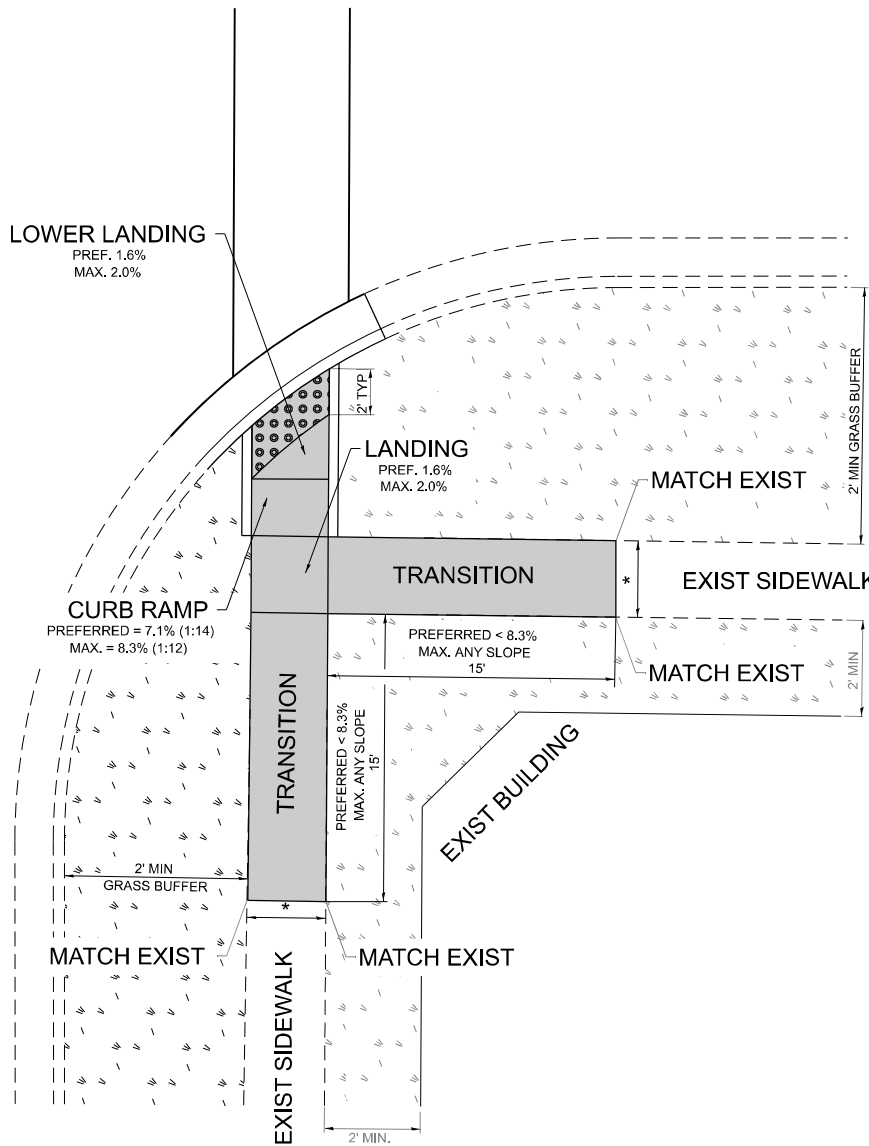 LOWER LANDING
PREF. 1.6%
MAX. 2.0%
2' TYP
LANDING
PREF. 1.6%
MAX. 2.0%
2' MIN GRASS BUFFER
MATCH EXIST
TRANSITION
*
EXIST SIDEWALK
CURB RAMP
PREFERRED = 7.1% (1:14)
MAX. = 8.3% (1:12)
PREFERRED < 8.3%
MAX. ANY SLOPE
15'
MATCH EXIST
2' MIN
TRANSITION
PREFERRED < 8.3%
MAX. ANY SLOPE
15'
EXIST BUILDING
2' MIN
GRASS BUFFER
*
MATCH EXIST
MATCH EXIST
EXIST SIDEWALK
2' MIN.